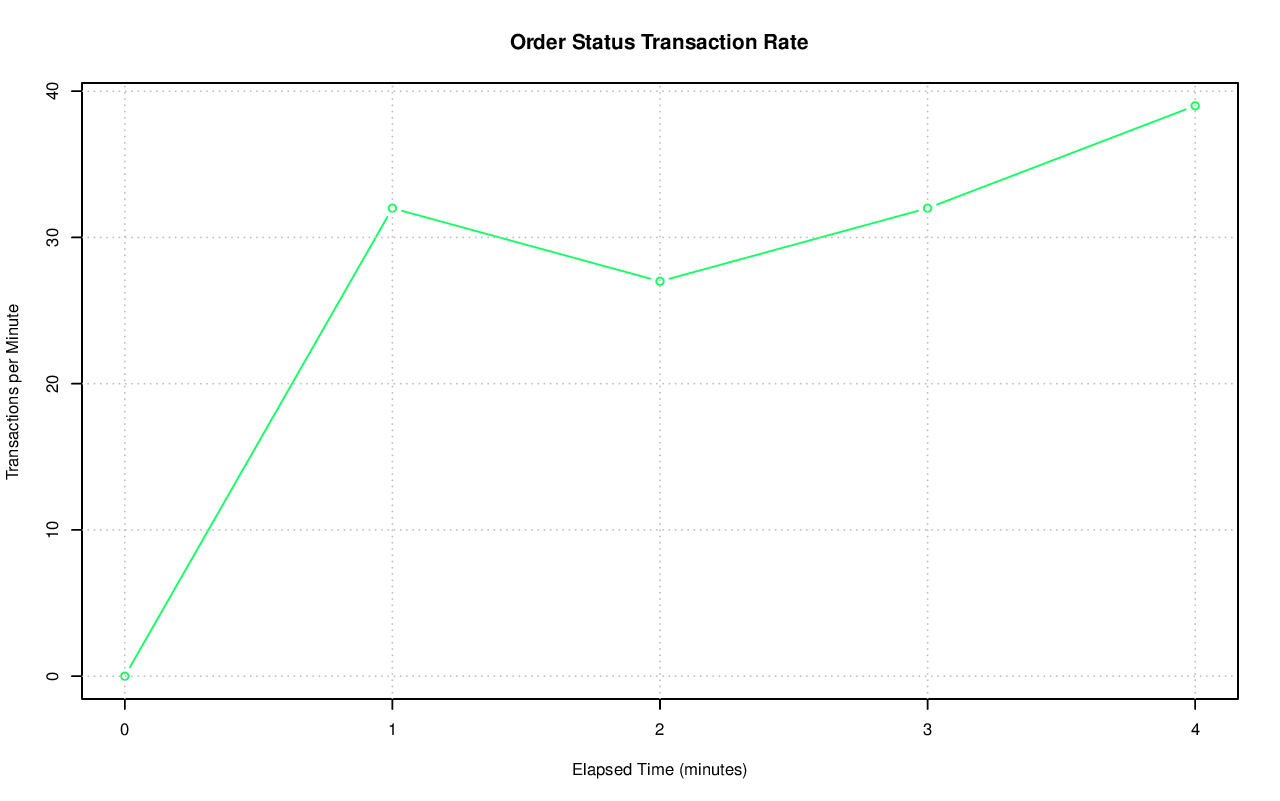 Order Status Transaction Rate
Transactions per Minute
40
30
20
10
0
0 1 2 3 4
Elapsed Time (minutes)